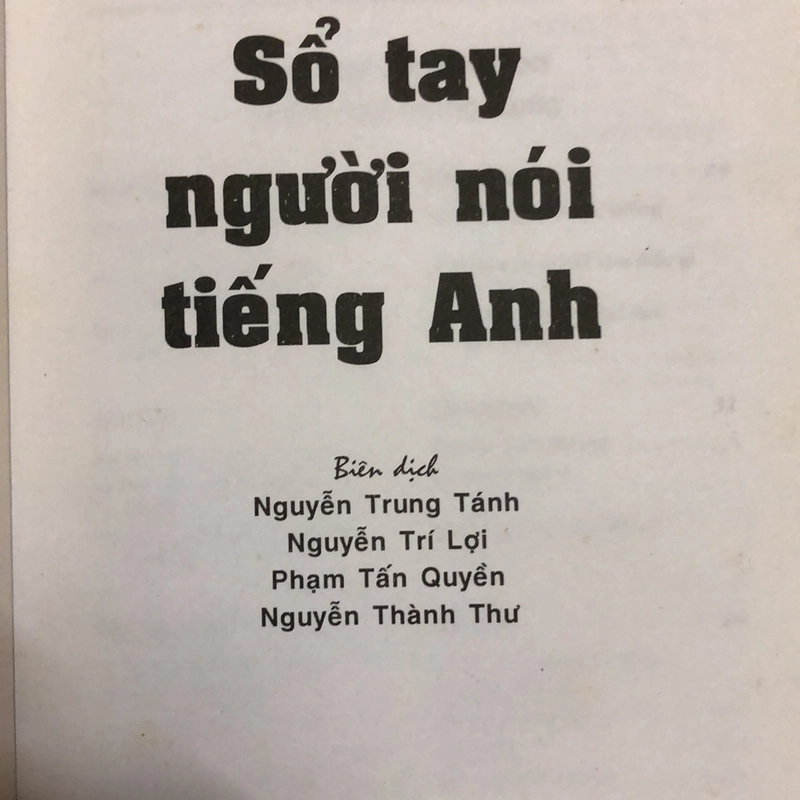 Sổ tay
người nói
tiếng Anh
Biên dịch
Nguyễn Trung Tánh
Nguyễn Trí Lợi
Phạm Tấn Quyền
Nguyễn Thành Thư